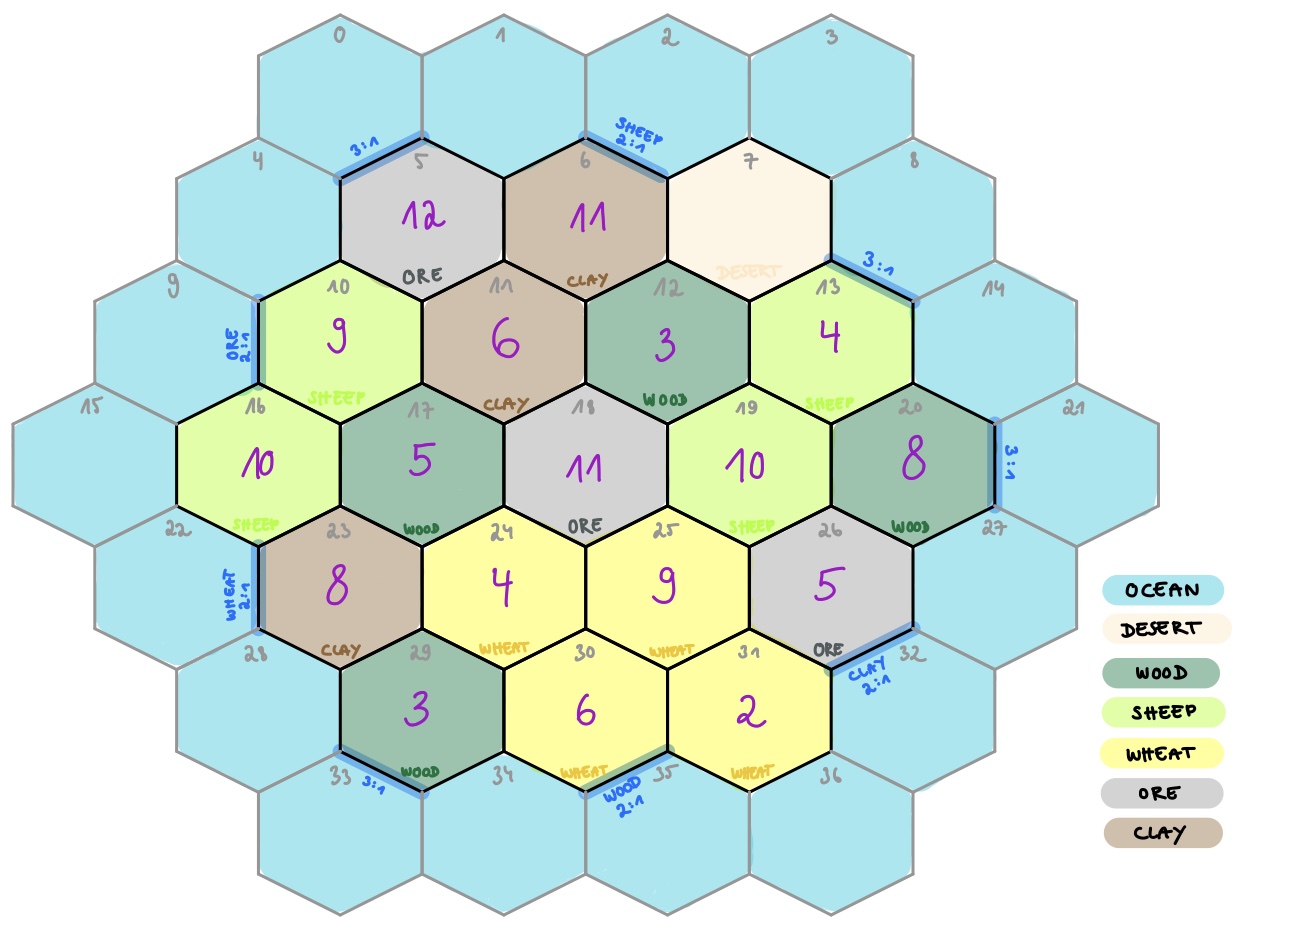 0
1
2
3
SHEEP
2:1
3:1
4
5
6
7
8
12
11
ORE
CLAY
DESERT
3:1
9
10
11
12
13
14
ORE
2:1
9
6
3
4
SHEEP
CLAY
WOOD
SHEEP
15
16
17
18
19
20
21
10
5
11
10
8
3:1
SHEEP
WOOD
ORE
SHEEP
WOOD
22
23
24
25
26
27
WHEAT
2:1
8
4
9
5
CLAY
WHEAT
WHEAT
ORE
28
29
30
31
32
CLAY
2:1
3
6
2
WOOD
WHEAT
WHEAT
33
3:1
34
WOOD
2:1
35
36
OCEAN
DESERT
WOOD
SHEEP
WHEAT
ORE
CLAY